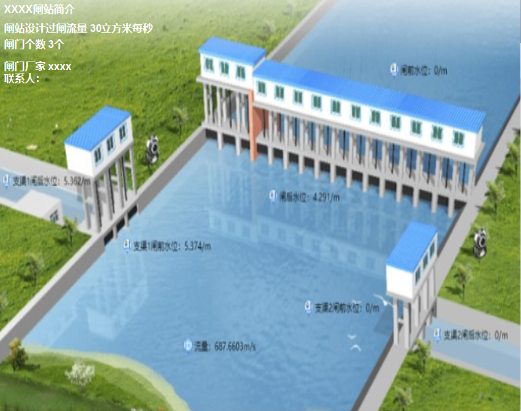 XXXX闸站简介
闸站设计过闸流量 30立方米每秒
闸门个数 3个
闸门厂家 xxxx
联系人:
闸前水位: 0/m
支渠1闸后水位: 5.362/m
闸后水位: 4.291/m
支渠1闸前水位: 5.374/m
支渠2闸前水位: 0/m
支渠2闸后水位: 0/m
流量: 687.6603m/s